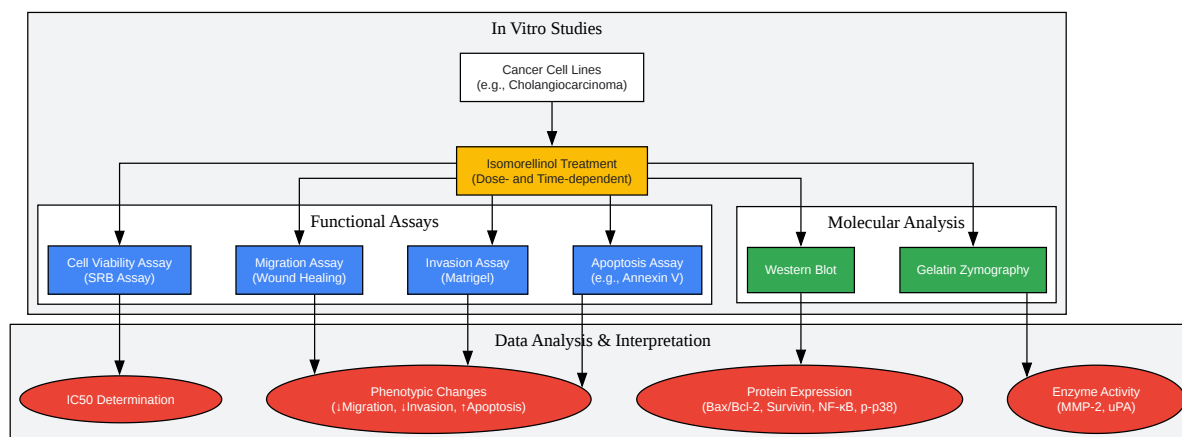 In Vitro Studies
Cancer Cell Lines
(e.g., Cholangiocarcinoma)
Isomorellinol Treatment
(Dose- and Time-dependent)
Functional Assays
Molecular Analysis
Cell Viability Assay
(SRB Assay)
Migration Assay
(Wound Healing)
Invasion Assay
(Matrigel)
Apoptosis Assay
(e.g., Annexin V)
Western Blot
Gelatin Zymography
Data Analysis & Interpretation
IC50 Determination
Phenotypic Changes
(↓Migration, ↓Invasion, ↑Apoptosis)
Protein Expression
(Bax/Bcl-2, Survivin, NF-κB, p-p38)
Enzyme Activity
(MMP-2, uPA)